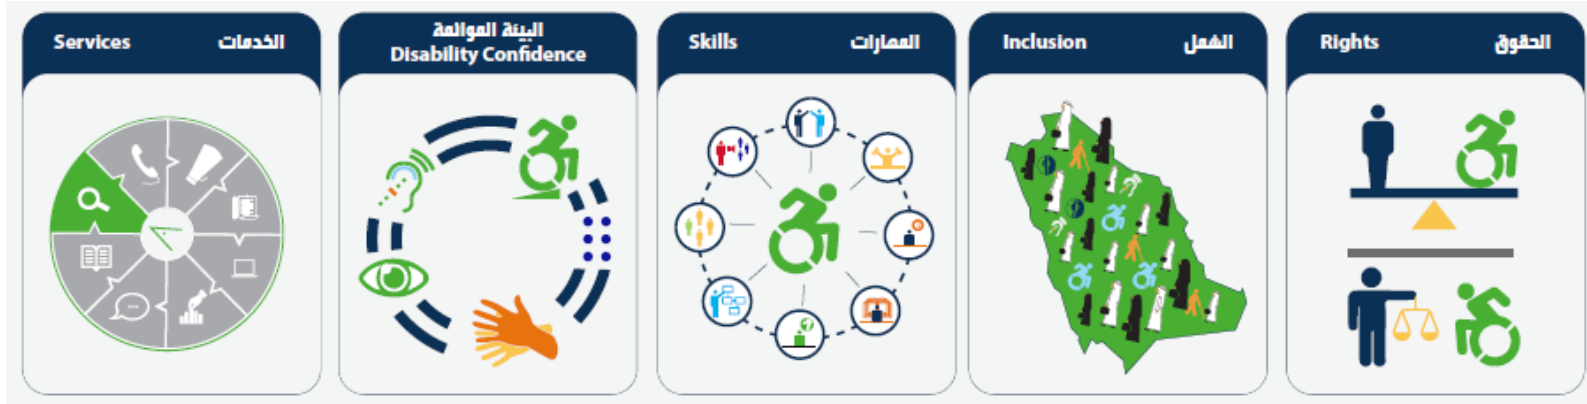 Services الخدمات
البيئة الموائمة
Disability Confidence
Skills المهارات
Inclusion الشمل
Rights الحقوق